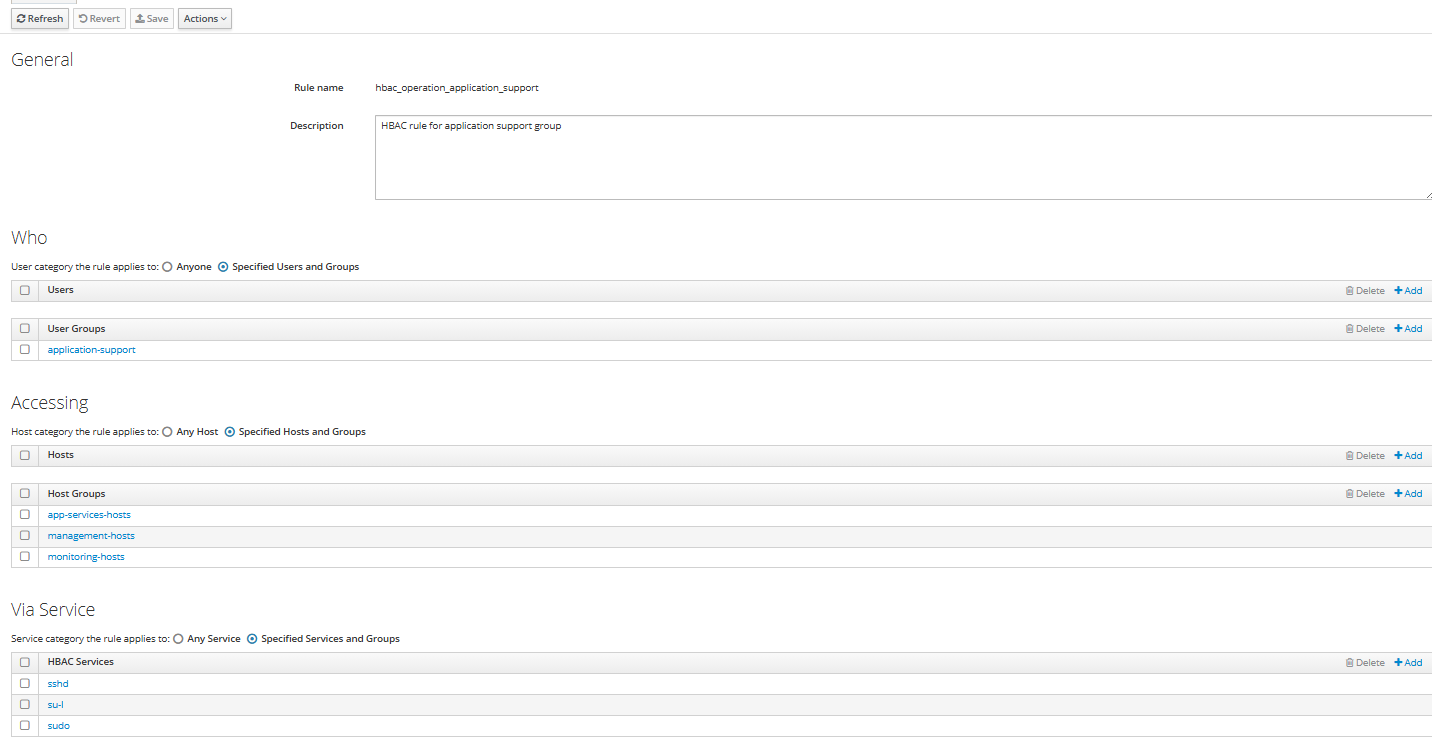 Refresh Revert Save Actions
General
Rule name hbac_operation_application_support
Description HBAC rule for application support group
Who
User category the rule applies to: Anyone Specified Users and Groups
Users Delete Add
User Groups Delete Add
application-support
Accessing
Host category the rule applies to: Any Host Specified Hosts and Groups
Hosts Delete Add
Host Groups Delete Add
app-services-hosts
management-hosts
monitoring-hosts
Via Service
Service category the rule applies to: Any Service Specified Services and Groups
HBAC Services Delete Add
sshd
su-l
sudo